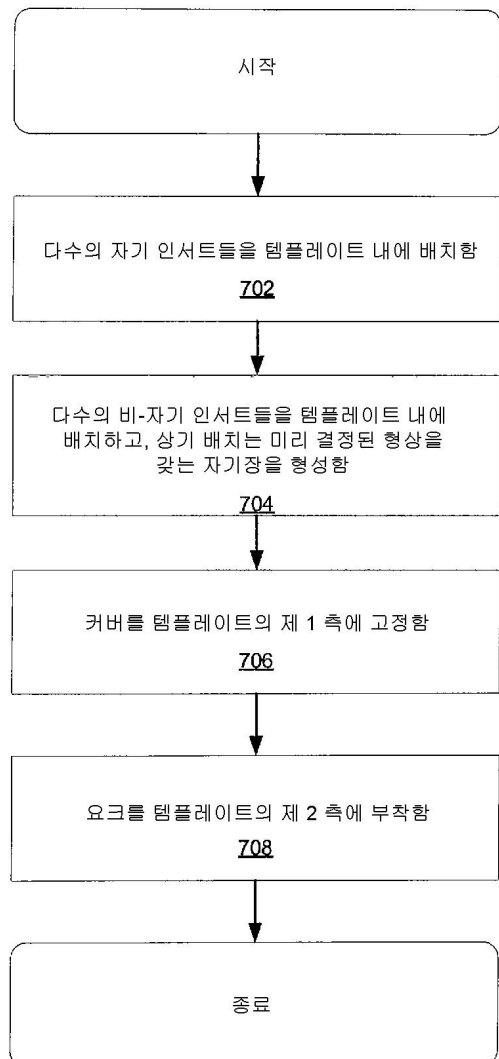 시작
다수의 자기 인서트들을 템플레이트 내에 배치함
702
다수의 비-자기 인서트들을 템플레이트 내에
배치하고, 상기 배치는 미리 결정된 형상을
갖는 자기장을 형성함
704
커버를 템플레이트의 제 1 측에 고정함
706
요크를 템플레이트의 제 2 측에 부착함
708
종료